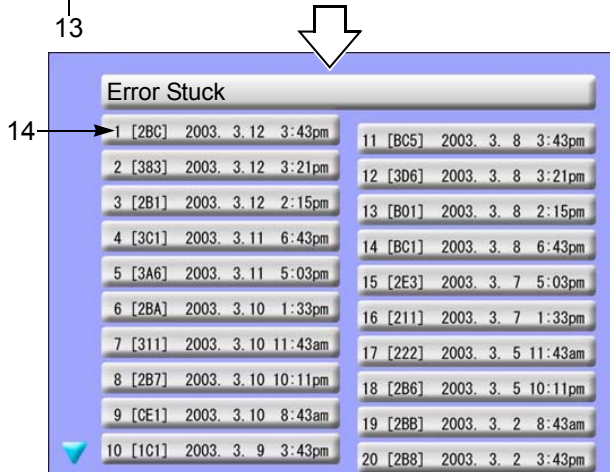 13
Error Stuck
14
1 [2BC] 2003. 3.12 3:43pm
2 [383] 2003. 3.12 3:21pm
3 [2B1] 2003. 3.12 2:15pm
4 [3C1] 2003. 3.11 6:43pm
5 [3A6] 2003. 3.11 5:03pm
6 [2BA] 2003. 3.10 1:33pm
7 [311] 2003. 3.10 11:43am
8 [2B7] 2003. 3.10 10:11pm
9 [CE1] 2003. 3.10 8:43am
10 [1C1] 2003. 3. 9 3:43pm
11 [BC5] 2003. 3. 8 3:43pm
12 [3D6] 2003. 3. 8 3:21pm
13 [B01] 2003. 3. 8 2:15pm
14 [BC1] 2003. 3. 8 6:43pm
15 [2E3] 2003. 3. 7 5:03pm
16 [211] 2003. 3. 7 1:33pm
17 [222] 2003. 3. 5 11:43am
18 [2B6] 2003. 3. 5 10:11pm
19 [2BB] 2003. 3. 2 8:43am
20 [2B8] 2003. 3. 2 3:43pm